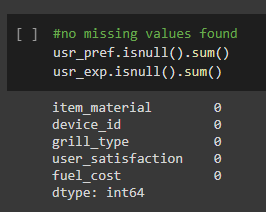 [ ] #no missing values found
usr_pref.isnull().sum()
usr_exp.isnull().sum()
item_material 0
device_id 0
grill_type 0
user_satisfaction 0
fuel_cost 0
dtype: int64